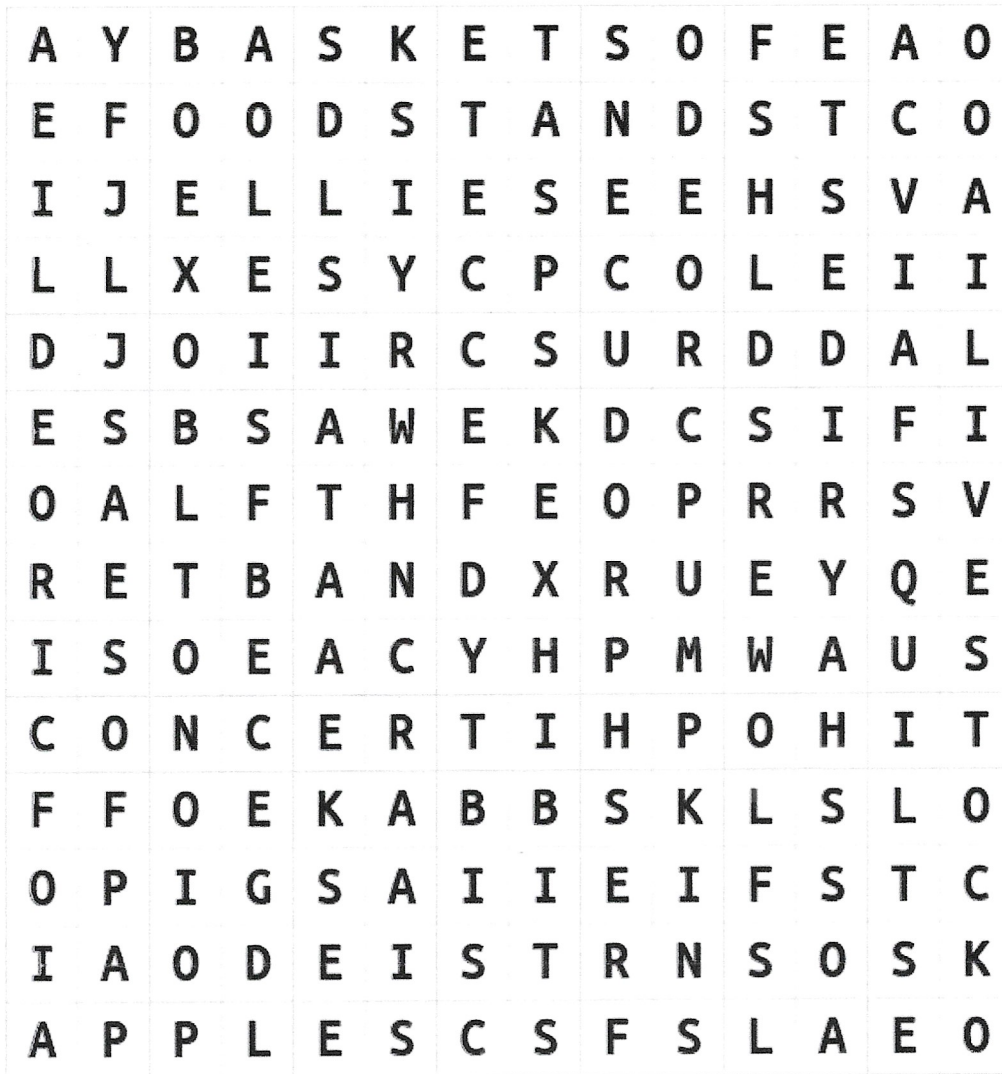 A Y B A S K E T S O F E A O
E F O O D S T A N D S T C O
I J E L L I E S E E H S V A
L L X E S Y C P C O L E I I
D J O I I R C S U R D D A L
E S B S A W E K D C S I F I
O A L F T H F E O P R R S V
R E T B A N D X R U E Y Q E
I S O E A C Y H P M W A U S
C O N C E R T I H P O H I T
F F O E K A B B S K L S L O
O P I G S A I I E I F S T C
I A O D E I S T R N S O S K
A P P L E S C S F S L A E O